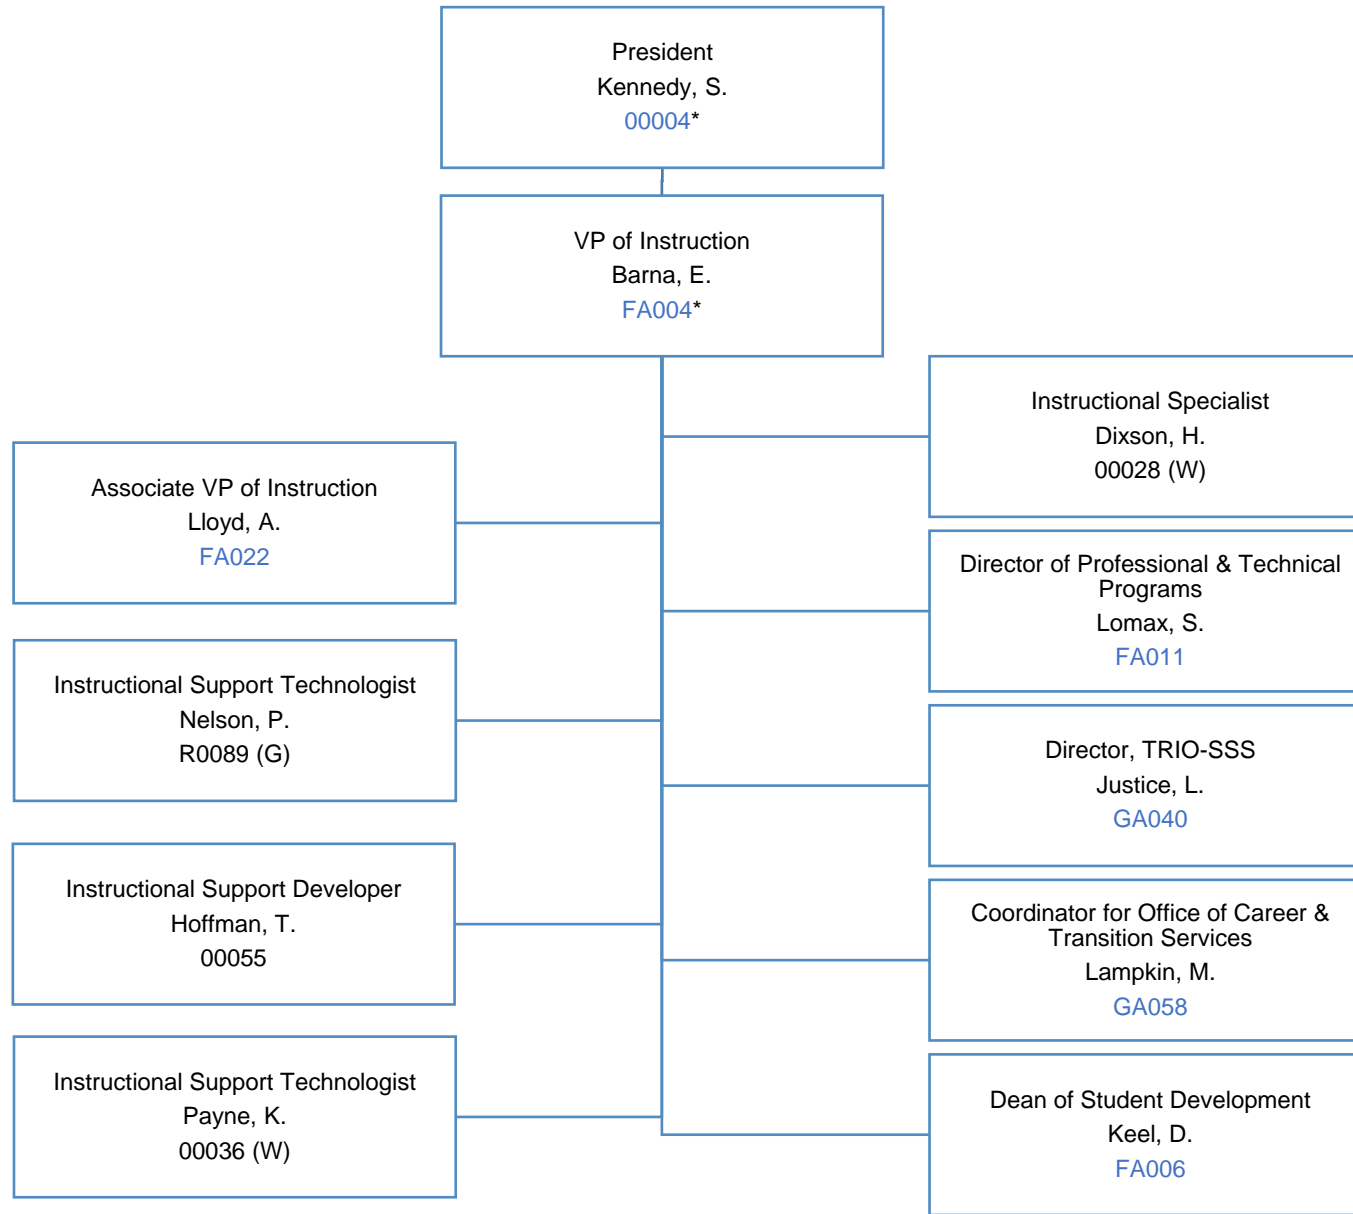 President
Kennedy, S.
00004*
VP of Instruction
Barna, E.
FA004*
Instructional Specialist
Dixson, H.
00028 (W)
Associate VP of Instruction
Lloyd, A.
FA022
Director of Professional & Technical
Programs
Lomax, S.
FA011
Instructional Support Technologist
Nelson, P.
R0089 (G)
Director, TRIO-SSS
Justice, L.
GA040
Instructional Support Developer
Hoffman, T.
00055
Coordinator for Office of Career &
Transition Services
Lampkin, M.
GA058
Instructional Support Technologist
Payne, K.
00036 (W)
Dean of Student Development
Keel, D.
FA006